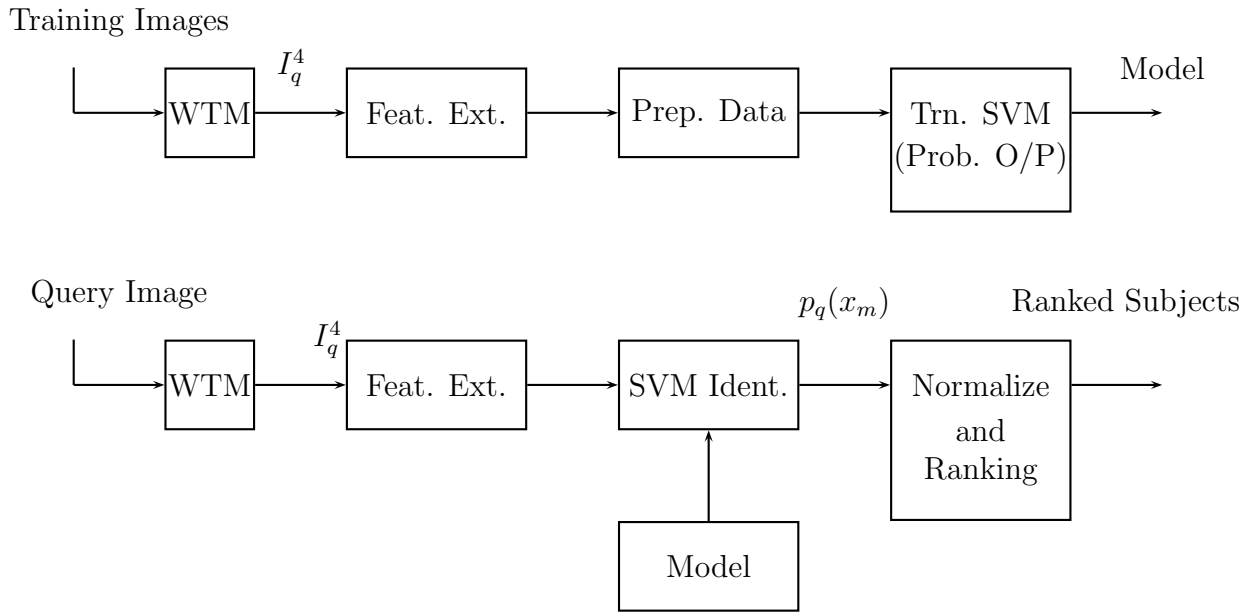 Training Images
I_q^4
Model
WTM
Feat. Ext.
Prep. Data
Trn. SVM
(Prob. O/P)
Query Image
I_q^4
p_q(x_m)
Ranked Subjects
WTM
Feat. Ext.
SVM Ident.
Normalize
and
Ranking
Model